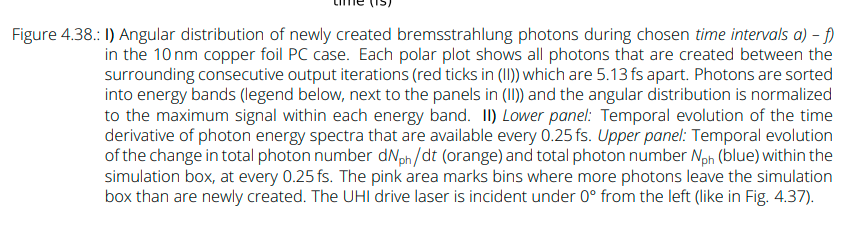 time (fs)
Figure 4.38.: I) Angular distribution of newly created bremsstrahlung photons during chosen time intervals a) – f)
in the 10 nm copper foil PC case. Each polar plot shows all photons that are created between the
surrounding consecutive output iterations (red ticks in (II)) which are 5.13 fs apart. Photons are sorted
into energy bands (legend below, next to the panels in (II)) and the angular distribution is normalized
to the maximum signal within each energy band. II) Lower panel: Temporal evolution of the time
derivative of photon energy spectra that are available every 0.25 fs. Upper panel: Temporal evolution
of the change in total photon number dNph/dt (orange) and total photon number Nph (blue) within the
simulation box, at every 0.25 fs. The pink area marks bins where more photons leave the simulation
box than are newly created. The UHI drive laser is incident under 0° from the left (like in Fig. 4.37).